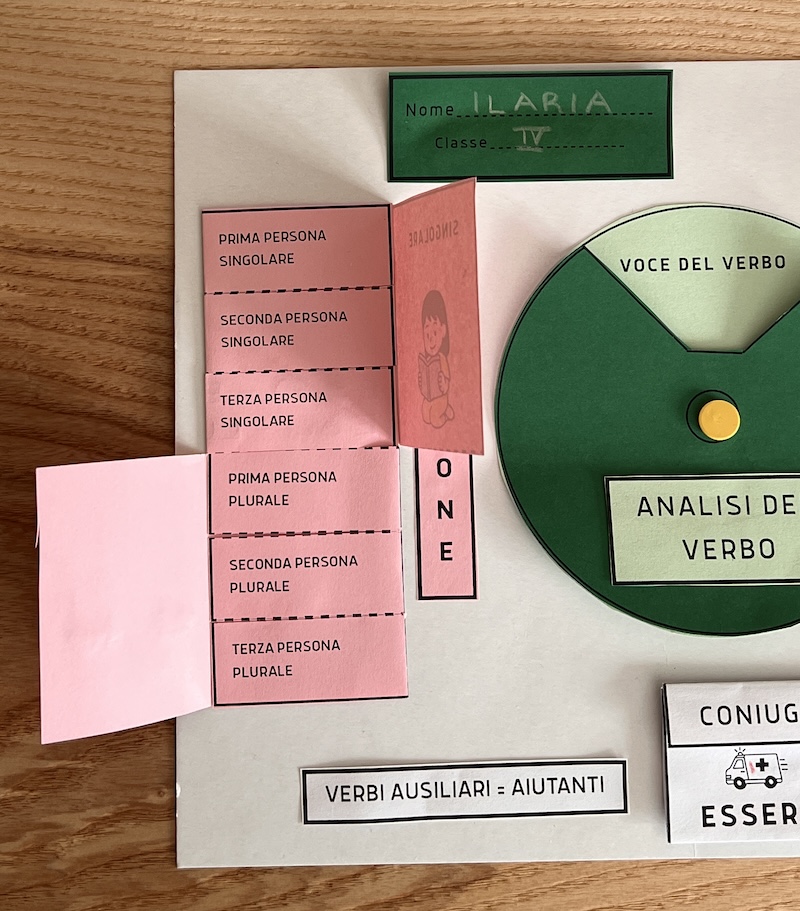 Nome ILARIA
Classe IV
PRIMA PERSONA
SINGOLARE
SECONDA PERSONA
SINGOLARE
TERZA PERSONA
SINGOLARE
PRIMA PERSONA
PLURALE
SECONDA PERSONA
PLURALE
TERZA PERSONA
PLURALE
SINGOLARE
O
N
E
VOCE DEL VERBO
ANALISI DE
VERBO
VERBI AUSILIARI = AIUTANTI
CONIUG
ESSER